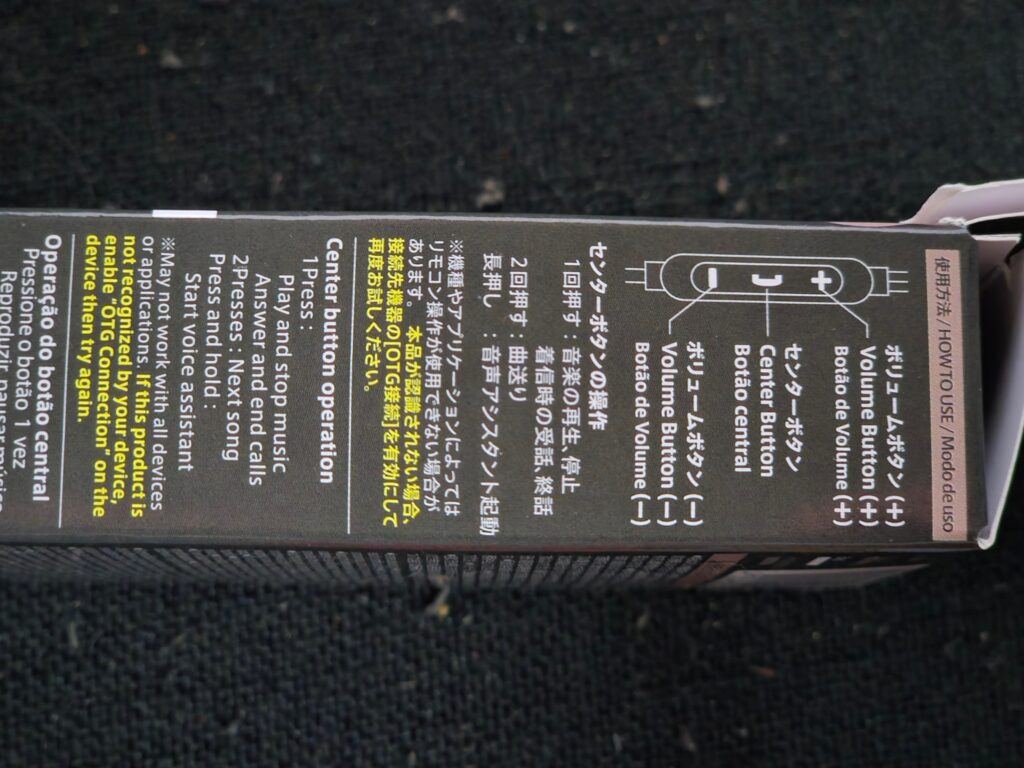 使用方法 / HOW TO USE / Modo de uso
ボリュームボタン (+)
Volume Button (+)
Botão de Volume (+)
センターボタン
Center Button
Botão central
ボリュームボタン (−)
Volume Button (−)
Botão de Volume (−)
センターボタンの操作
1回押す：音楽の再生、停止
着信時の受話、終話
2回押す：曲送り
長押し　：音声アシスタント起動
※機種やアプリケーションによっては
リモコン操作が使用できない場合が
あります。 本品が認識されない場合、
接続先機器の[OTG接続]を有効にして
再度お試しください。
Center button operation
1Press :
Play and stop music
Answer and end calls
2Presses : Next song
Press and hold :
Start voice assistant
※May not work with all devices
or applications. If this product is
not recognized by your device,
enable "OTG Connection" on the
device then try again.
Operação do botão central
Pressione o botão 1 vez
Reproduzir, pausar